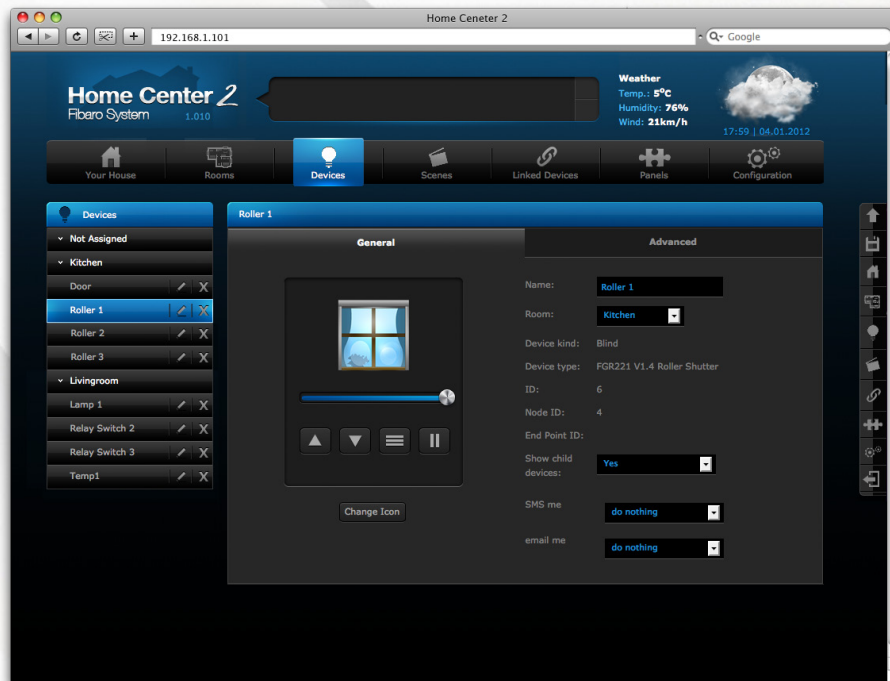 Home Ceneter 2
192.168.1.101
Google
Home Center 2
Fibaro System 1.010
Weather
Temp.: 5°C
Humidity: 76%
Wind: 21km/h
17:59 | 04.01.2012
Your House
Rooms
Devices
Scenes
Linked Devices
Panels
Configuration
Devices
Not Assigned
Kitchen
Door
Roller 1
Roller 2
Roller 3
Livingroom
Lamp 1
Relay Switch 2
Relay Switch 3
Temp1
Roller 1
General
Advanced
Change Icon
Name: Roller 1
Room: Kitchen
Device kind: Blind
Device type: FGR221 V1.4 Roller Shutter
ID: 6
Node ID: 4
End Point ID:
Show child
devices: Yes
SMS me do nothing
email me do nothing